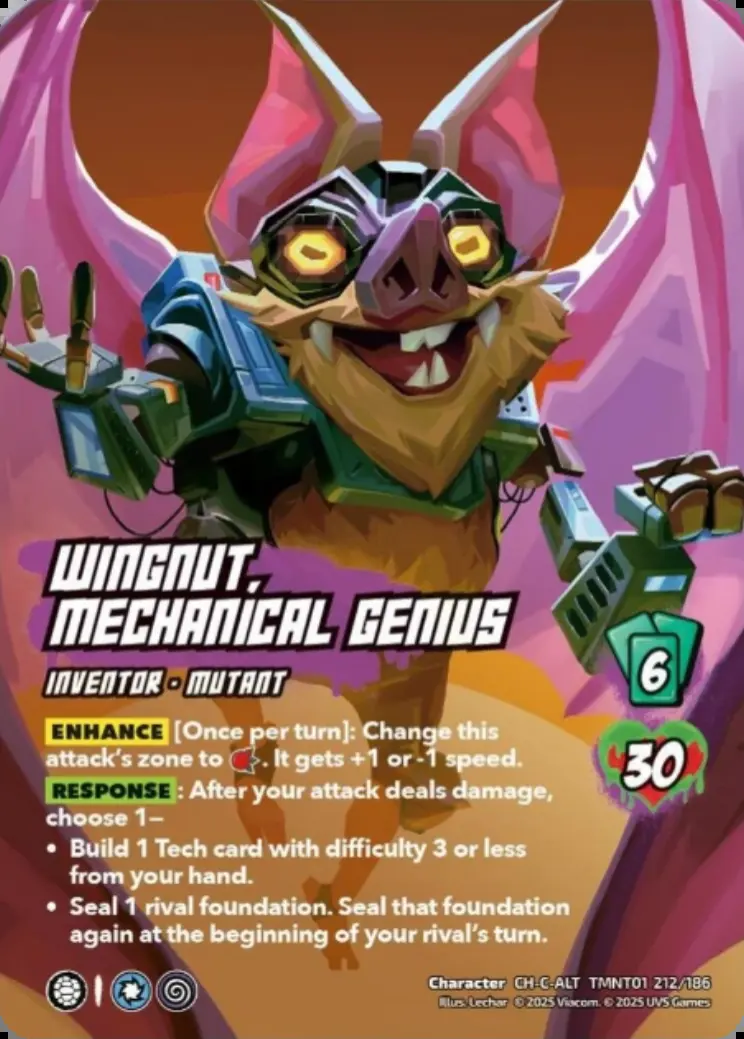 WINGNUT,
MECHANICAL GENIUS
INVENTOR • MUTANT
6
30
ENHANCE [Once per turn]: Change this
attack's zone to . It gets +1 or -1 speed.
RESPONSE : After your attack deals damage,
choose 1—
• Build 1 Tech card with difficulty 3 or less
from your hand.
• Seal 1 rival foundation. Seal that foundation
again at the beginning of your rival's turn.
Character CH-C-ALT TMNT01 212/186
Illus. Lechar © 2025 Viacom. © 2025 UVS Games